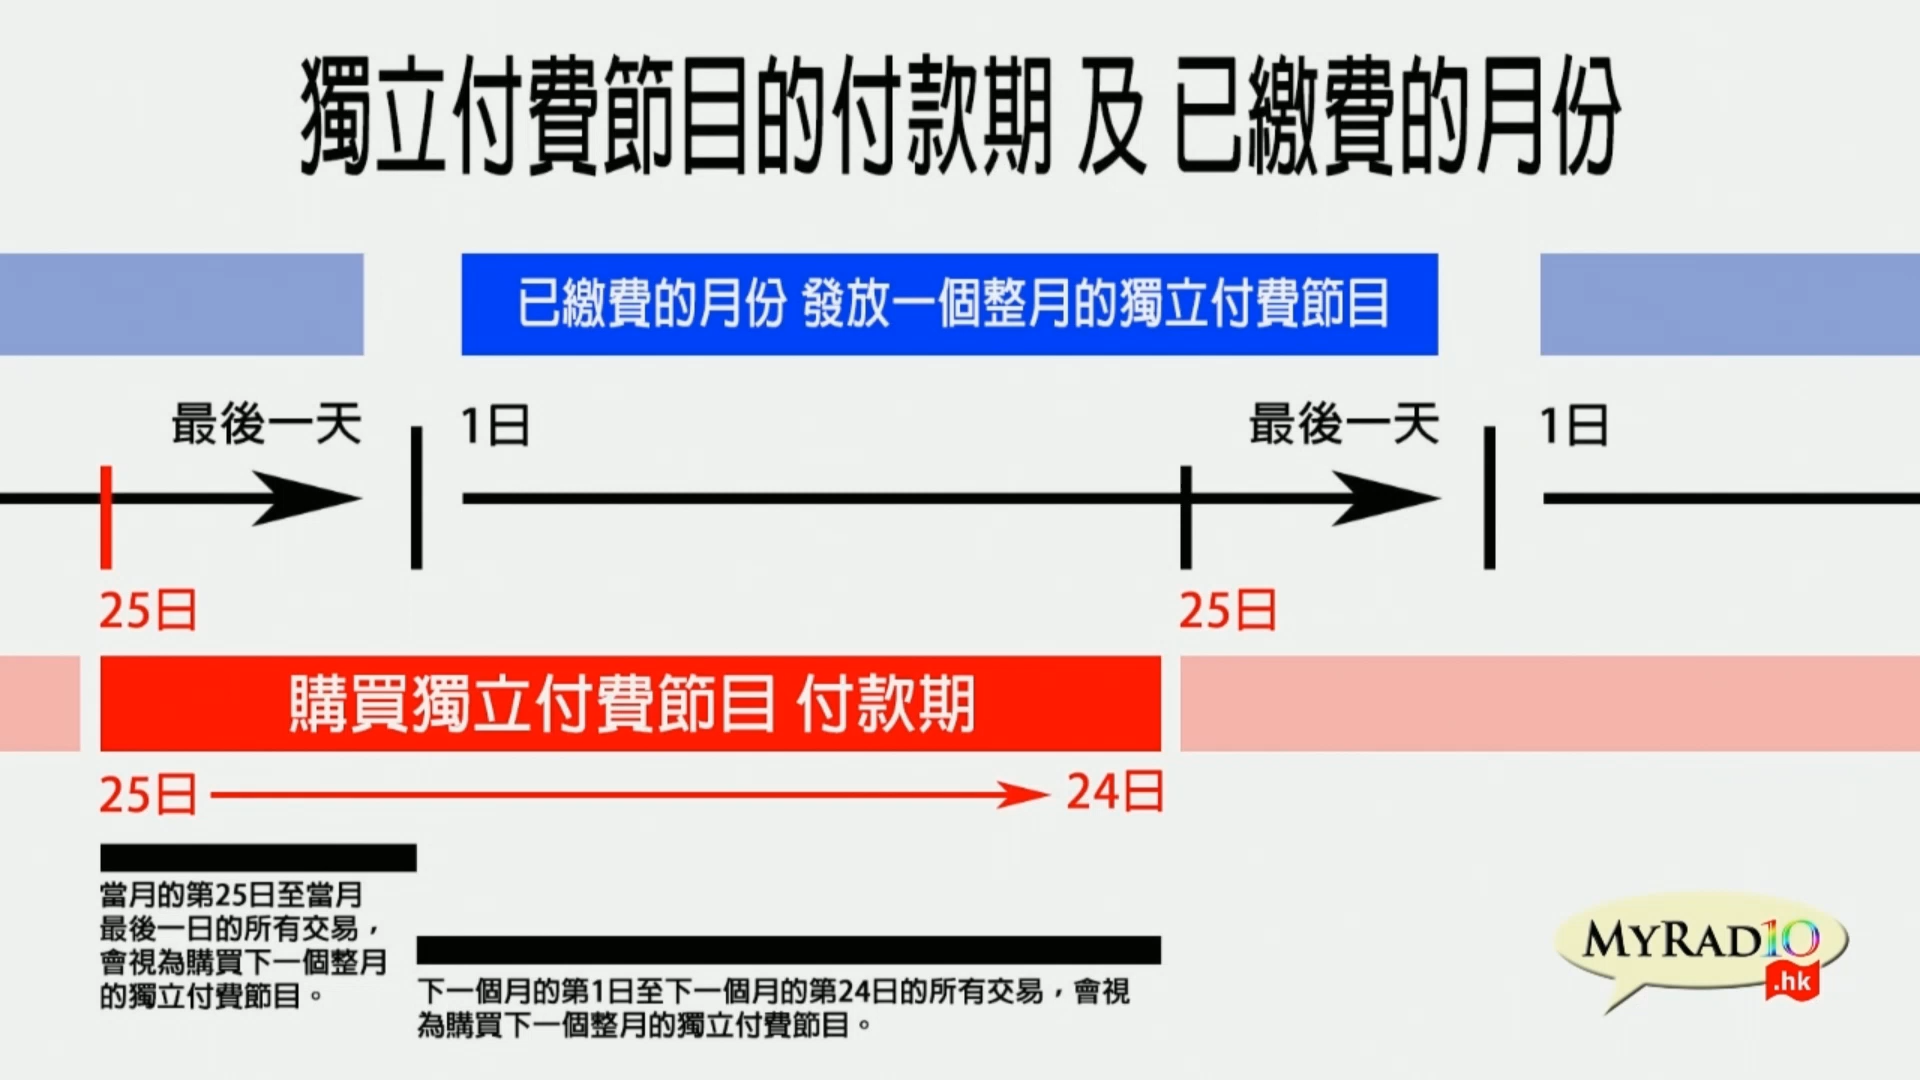 獨立付費節目的付款期 及 已繳費的月份
已繳費的月份 發放一個整月的獨立付費節目
最後一天 1日 最後一天 1日
25日 25日
購買獨立付費節目 付款期
25日 24日
當月的第25日至當月
最後一日的所有交易，
會視為購買下一個整月
的獨立付費節目。
下一個月的第1日至下一個月的第24日的所有交易，會視
為購買下一個整月的獨立付費節目。
MYRAD10
.hk